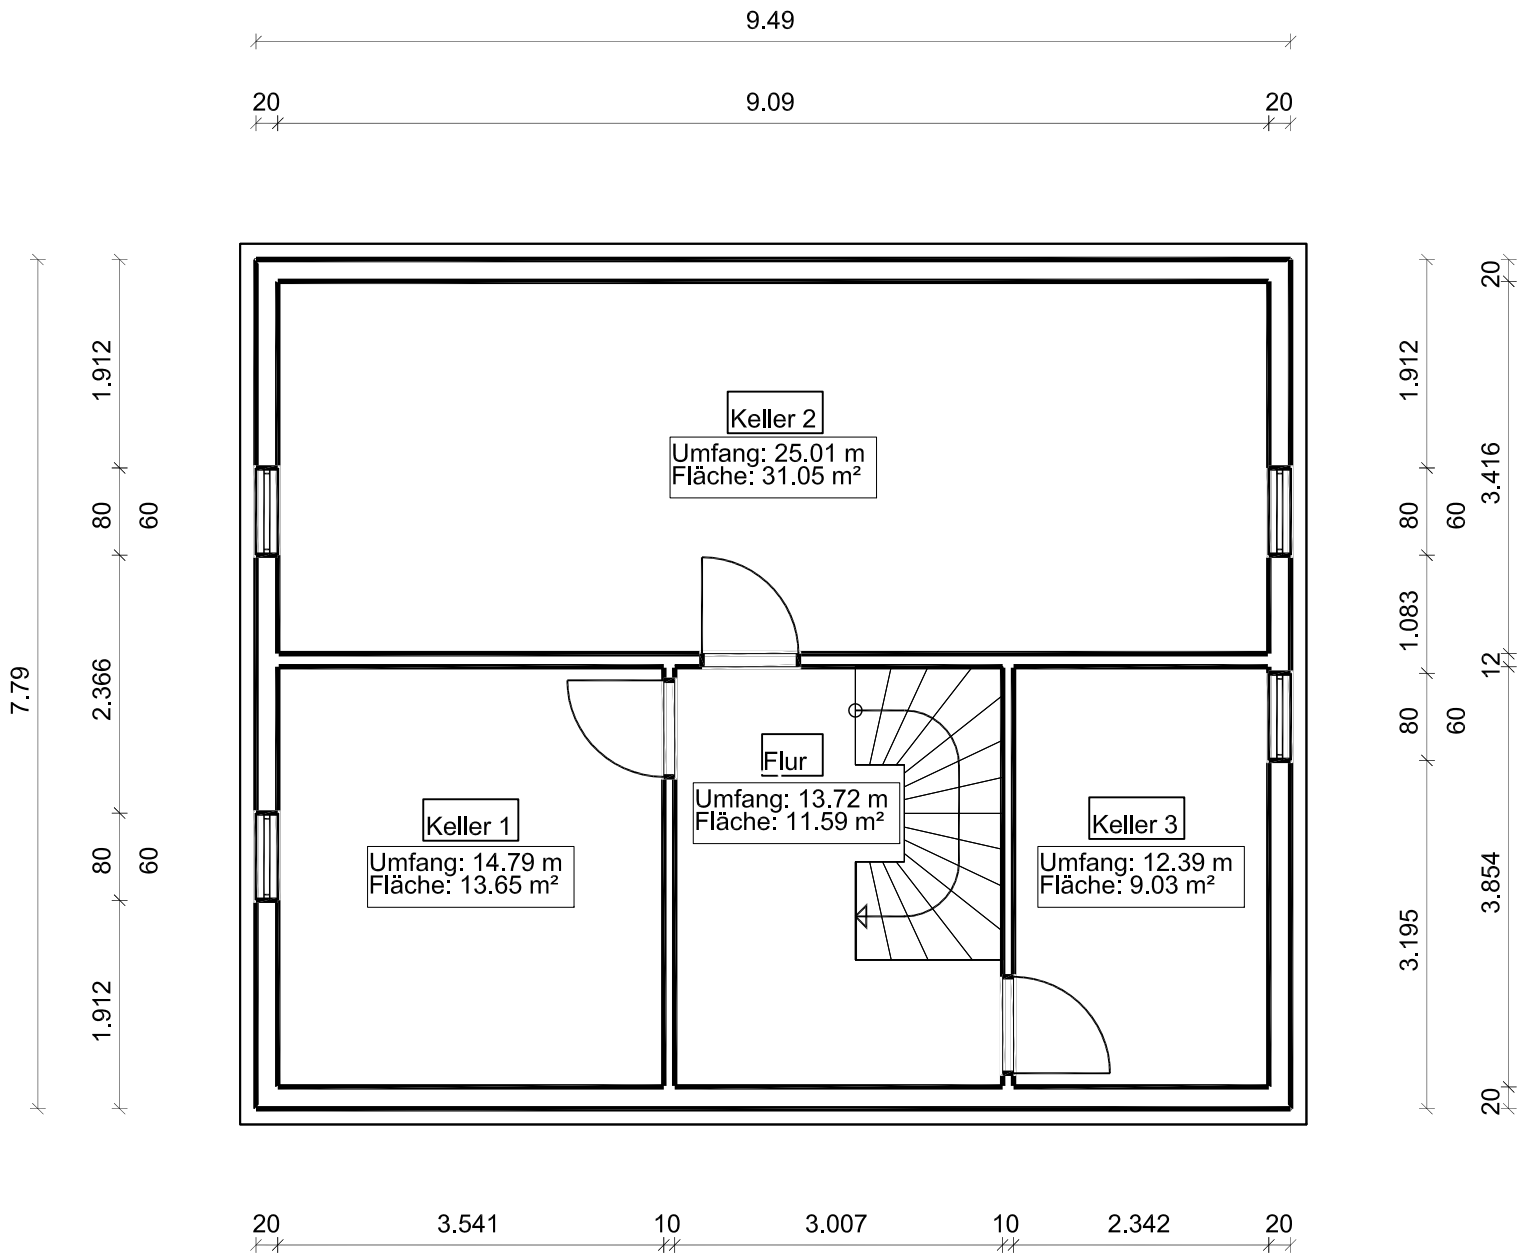 9.49
20 9.09 20
20
1.912
1.912
Keller 2
Umfang: 25.01 m
Fläche: 31.05 m²
3.416
80
60
80
60
1.083
7.79
2.366
12
80
60
Flur
Umfang: 13.72 m
Fläche: 11.59 m²
Keller 1
Umfang: 14.79 m
Fläche: 13.65 m²
Keller 3
Umfang: 12.39 m
Fläche: 9.03 m²
80
60
3.854
3.195
1.912
20
20 3.541 10 3.007 10 2.342 20